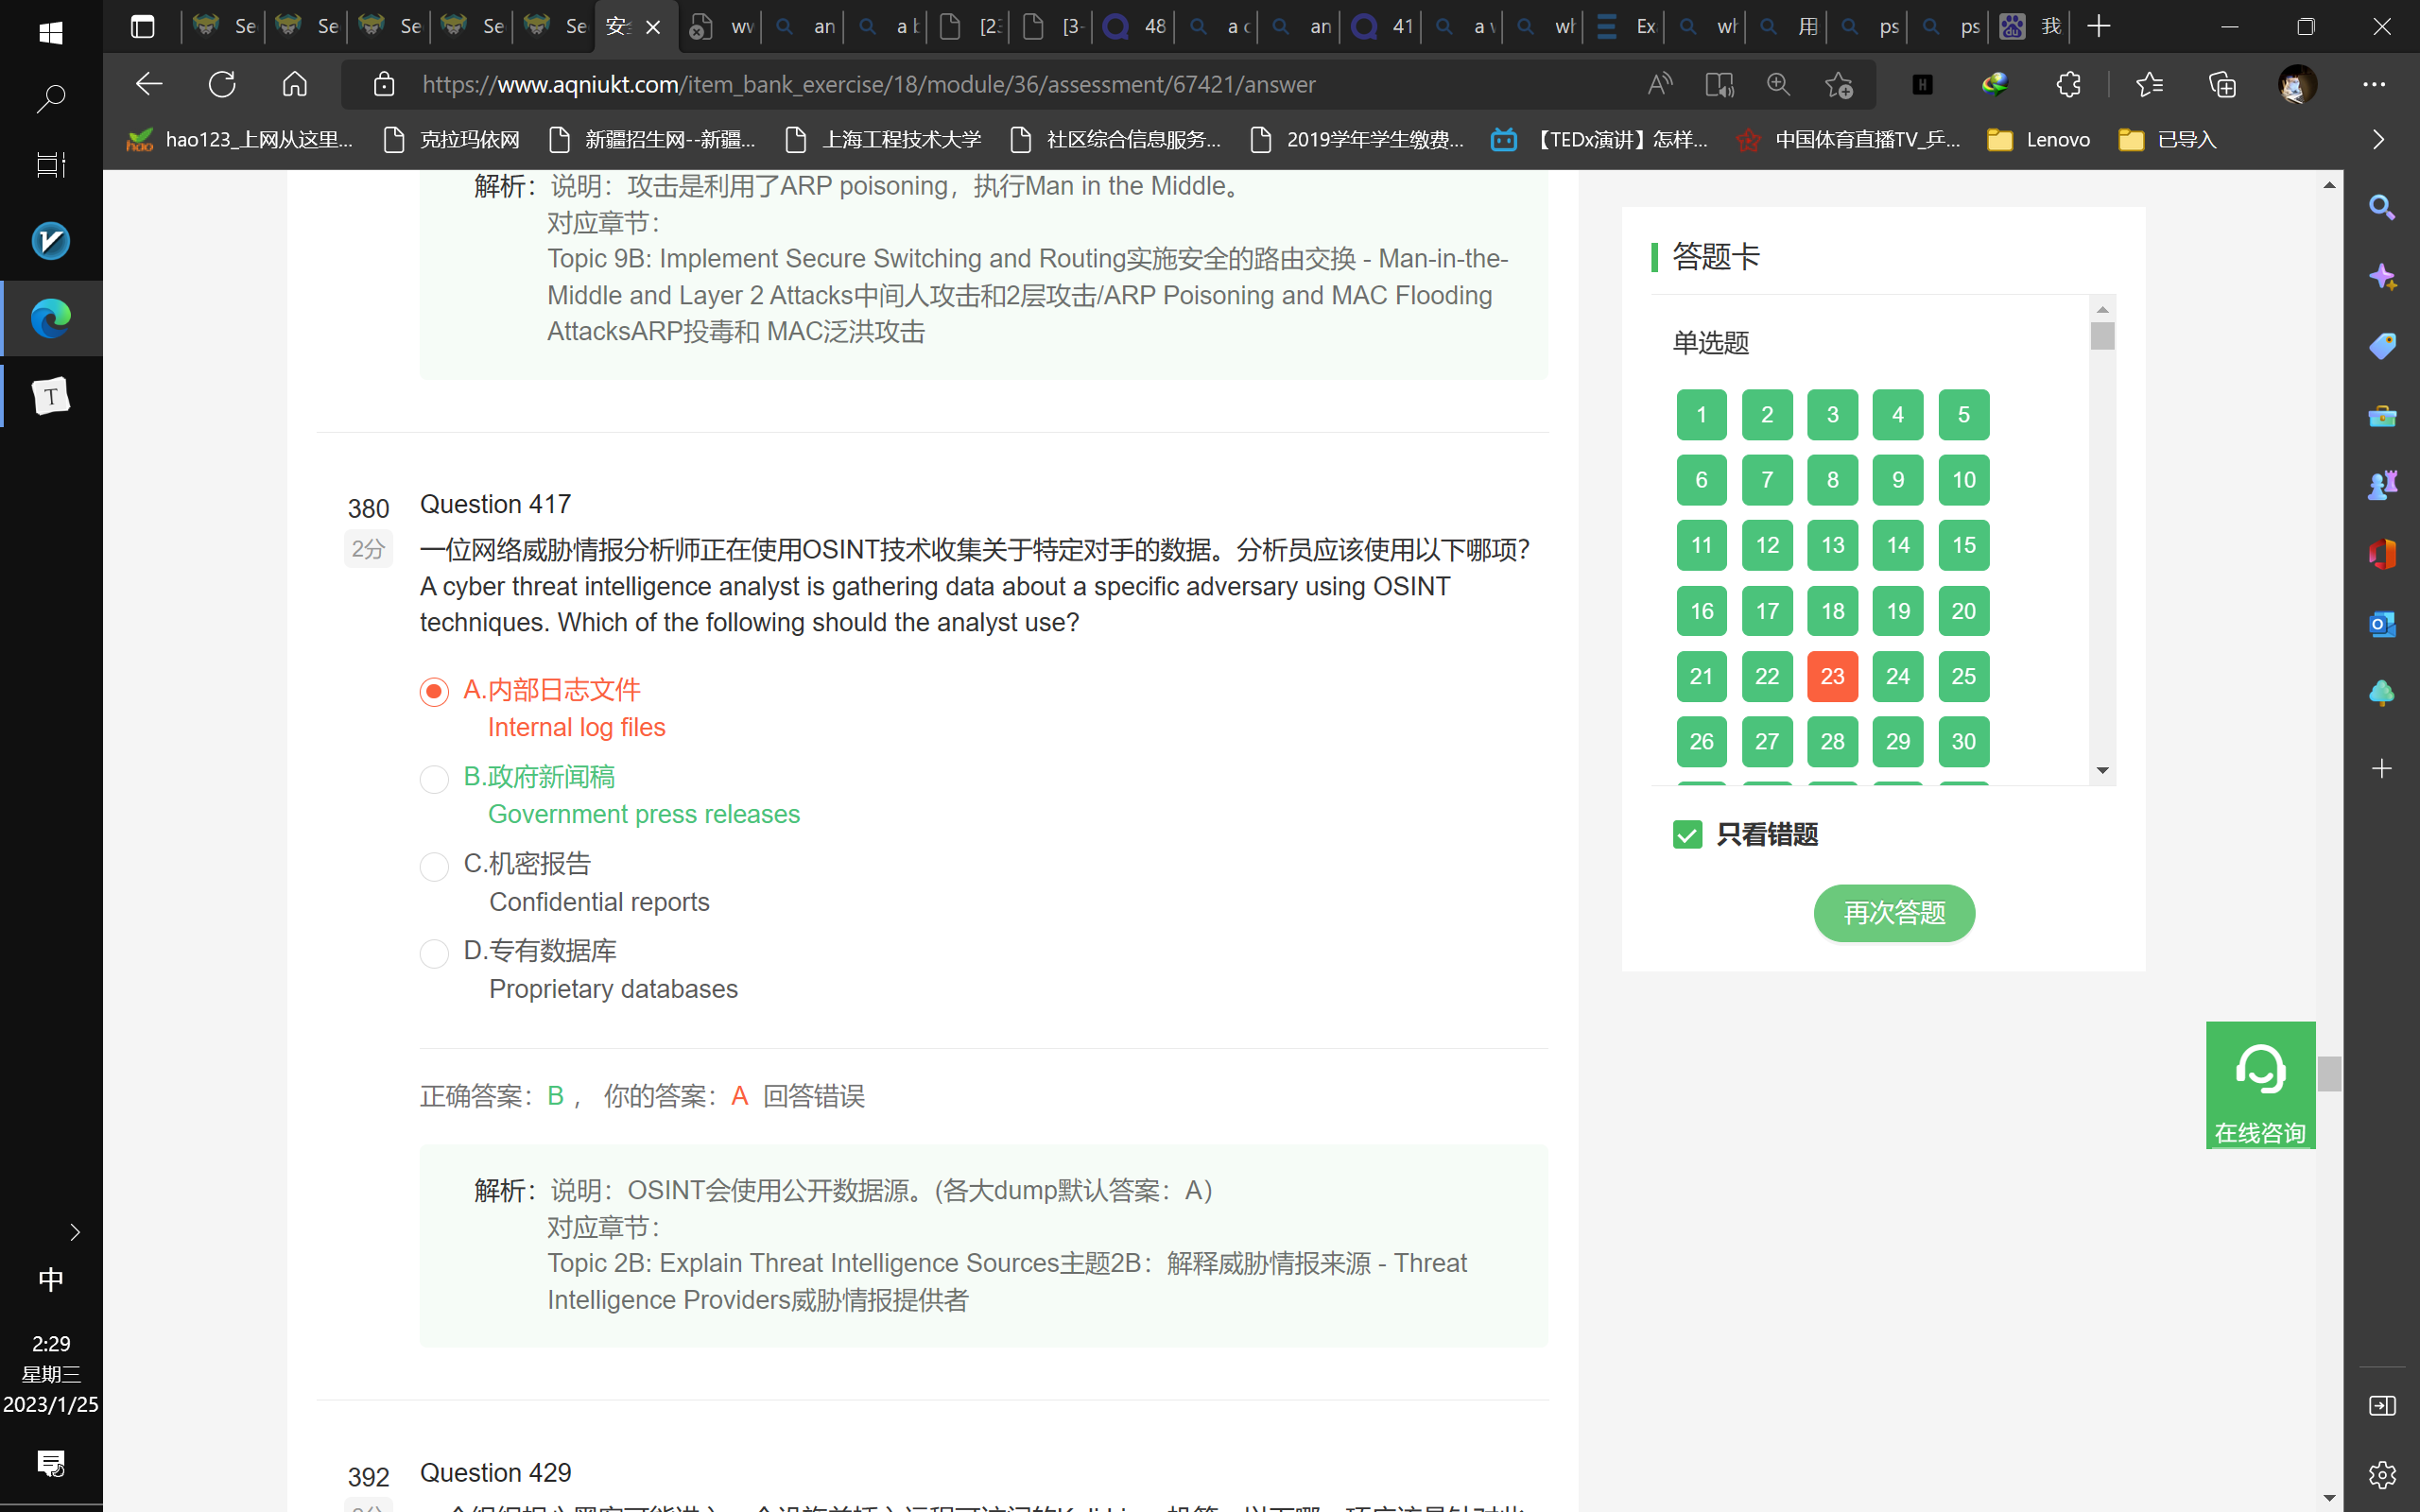 Se
Se
Se
Se
Se
安全
wv
an
a b
[23
[3-
48
a c
an
41
a v
wh
Ex
wh
用
ps
ps
我
https://www.aqniukt.com/item_bank_exercise/18/module/36/assessment/67421/answer
hao123_上网从这里...
克拉玛依网
新疆招生网--新疆...
上海工程技术大学
社区综合信息服务...
2019学年学生缴费...
【TEDx演讲】怎样...
中国体育直播TV_乒...
Lenovo
已导入
解析：说明：攻击是利用了ARP poisoning，执行Man in the Middle。
对应章节：
Topic 9B: Implement Secure Switching and Routing实施安全的路由交换 - Man-in-the-
Middle and Layer 2 Attacks中间人攻击和2层攻击/ARP Poisoning and MAC Flooding
AttacksARP投毒和 MAC泛洪攻击
380
2分
Question 417
一位网络威胁情报分析师正在使用OSINT技术收集关于特定对手的数据。分析员应该使用以下哪项？
A cyber threat intelligence analyst is gathering data about a specific adversary using OSINT
techniques. Which of the following should the analyst use?
A.内部日志文件
Internal log files
B.政府新闻稿
Government press releases
C.机密报告
Confidential reports
D.专有数据库
Proprietary databases
正确答案：B ， 你的答案：A 回答错误
解析：说明：OSINT会使用公开数据源。(各大dump默认答案：A）
对应章节：
Topic 2B: Explain Threat Intelligence Sources主题2B：解释威胁情报来源 - Threat
Intelligence Providers威胁情报提供者
392
Question 429
答题卡
单选题
1 2 3 4 5
6 7 8 9 10
11 12 13 14 15
16 17 18 19 20
21 22 23 24 25
26 27 28 29 30
只看错题
再次答题
在线咨询
中
2:29
星期三
2023/1/25